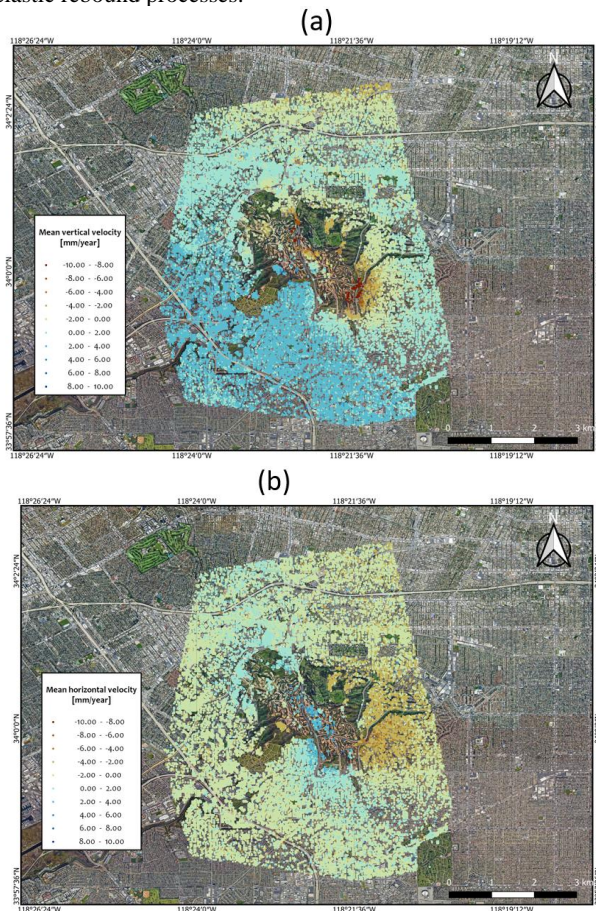 elastic rebound processes.
(a)
118°26'24"W 118°24'0"W 118°21'36"W 118°19'12"W
34°2'24"N
34°0'0"N
33°57'36"N
N
Mean vertical velocity
[mm/year]
-10.00 - -8.00
-8.00 - -6.00
-6.00 - -4.00
-4.00 - -2.00
-2.00 - 0.00
0.00 - 2.00
2.00 - 4.00
4.00 - 6.00
6.00 - 8.00
8.00 - 10.00
0 1 2 3 km
118°26'24"W 118°24'0"W 118°21'36"W 118°19'12"W
(b)
118°26'24"W 118°24'0"W 118°21'36"W 118°19'12"W
34°2'24"N
34°0'0"N
33°57'36"N
N
Mean horizontal velocity
[mm/year]
-10.00 - -8.00
-8.00 - -6.00
-6.00 - -4.00
-4.00 - -2.00
-2.00 - 0.00
0.00 - 2.00
2.00 - 4.00
4.00 - 6.00
6.00 - 8.00
8.00 - 10.00
0 1 2 3 km
118°26'24"W 118°24'0"W 118°21'36"W 118°19'12"W